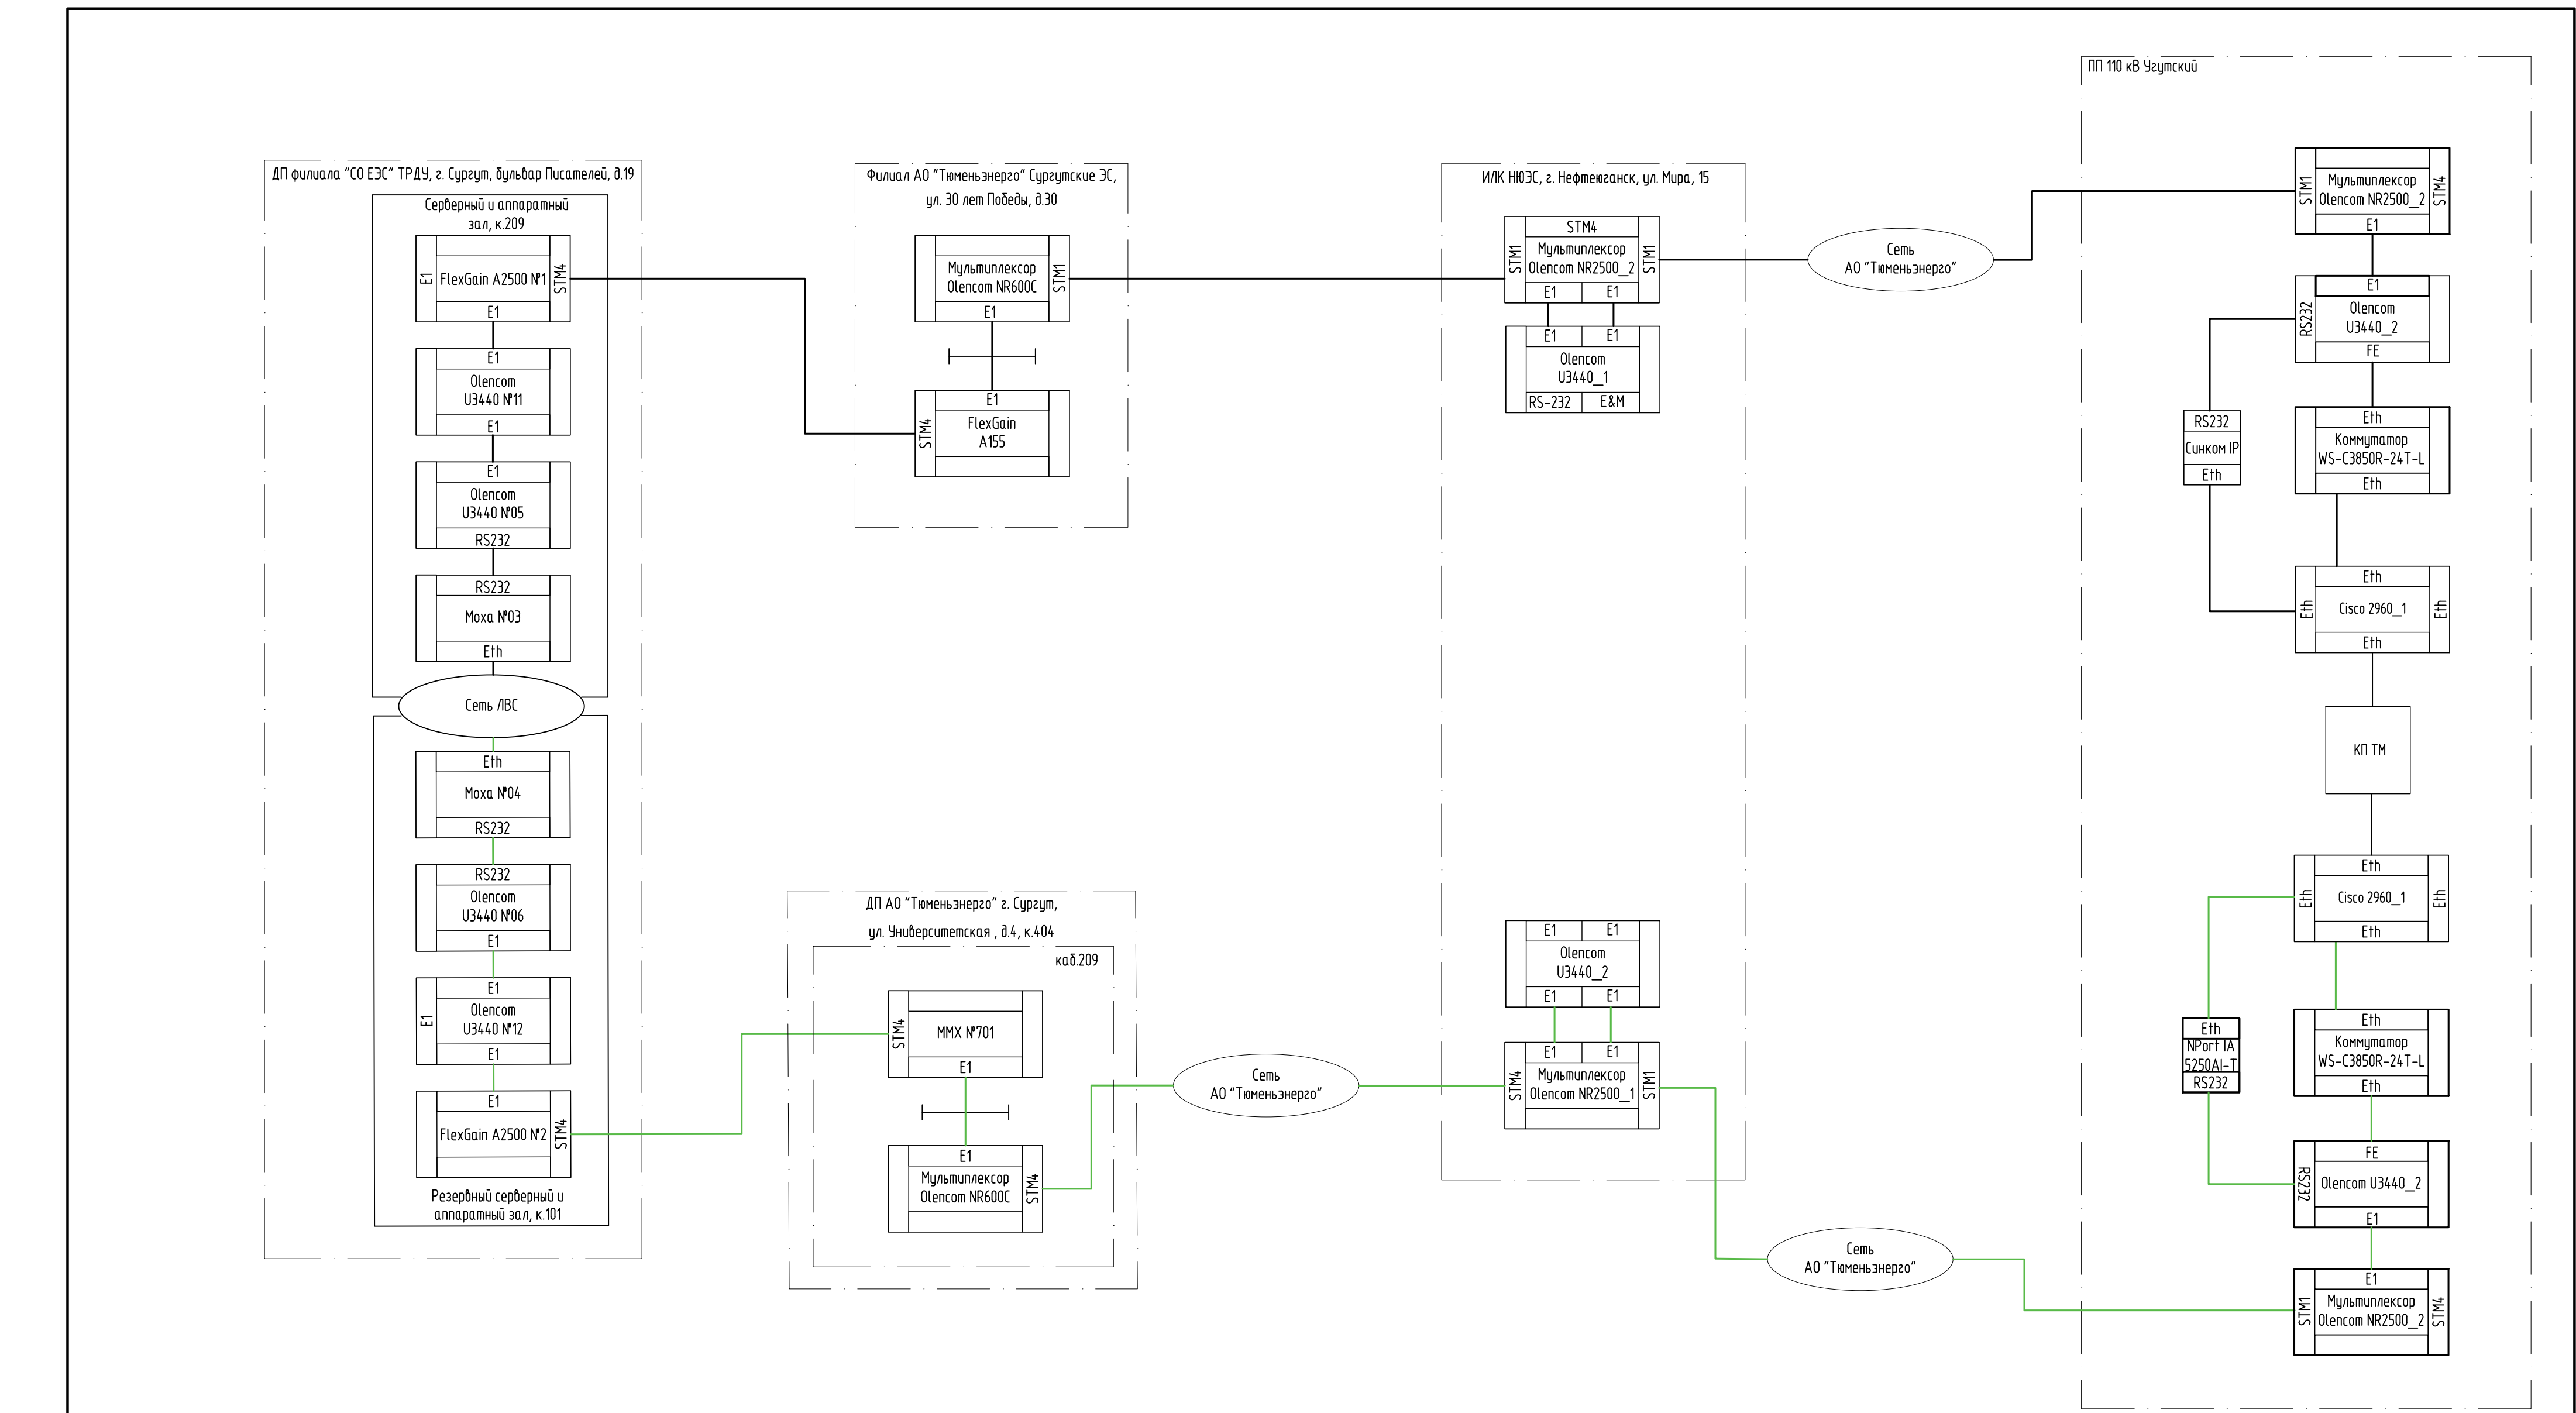 ПП 110 кВ Угутский
ДП филиала "СО ЕЭС" ТРДУ, г. Сургут, бульвар Писателей, д.19
Серверный и аппаратный
зал, к.209
E1
FlexGain A2500 №1
STM4
E1
E1
Olencom
U3440 №11
E1
E1
Olencom
U3440 №05
RS232
RS232
Moxa №03
Eth
Сеть ЛВС
Eth
Moxa №04
RS232
RS232
Olencom
U3440 №06
E1
E1
E1
Olencom
U3440 №12
E1
E1
FlexGain A2500 №2
STM4
Резервный серверный и
аппаратный зал, к.101
Филиал АО "Тюменьэнерго" Сургутские ЭС,
ул. 30 лет Победы, д.30
Мультиплексор
Olencom NR600C
STM1
E1
E1
STM4
FlexGain
A155
ДП АО "Тюменьэнерго" г. Сургут,
ул. Университетская , д.4, к.404
каб.209
STM4
MMX №701
E1
E1
Мультиплексор
Olencom NR600C
STM4
Сеть
АО "Тюменьэнерго"
ИЛК НЮЭС, г. Нефтеюганск, ул. Мира, 15
STM4
STM1
Мультиплексор
Olencom NR2500_2
STM1
E1
E1
E1
E1
Olencom
U3440_1
RS-232
E&M
E1
E1
Olencom
U3440_2
E1
E1
E1
E1
STM4
Мультиплексор
Olencom NR2500_1
STM1
Сеть
АО "Тюменьэнерго"
Сеть
АО "Тюменьэнерго"
STM1
Мультиплексор
Olencom NR2500_2
STM4
E1
E1
RS232
Olencom
U3440_2
FE
Eth
Коммутатор
WS-C3850R-24T-L
Eth
RS232
Синком IP
Eth
Eth
Eth
Cisco 2960_1
Eth
Eth
КП ТМ
Eth
Eth
Cisco 2960_1
Eth
Eth
Eth
NPort IA
5250AI-T
RS232
Eth
Коммутатор
WS-C3850R-24T-L
Eth
FE
RS232
Olencom U3440_2
E1
E1
STM1
Мультиплексор
Olencom NR2500_2
STM4